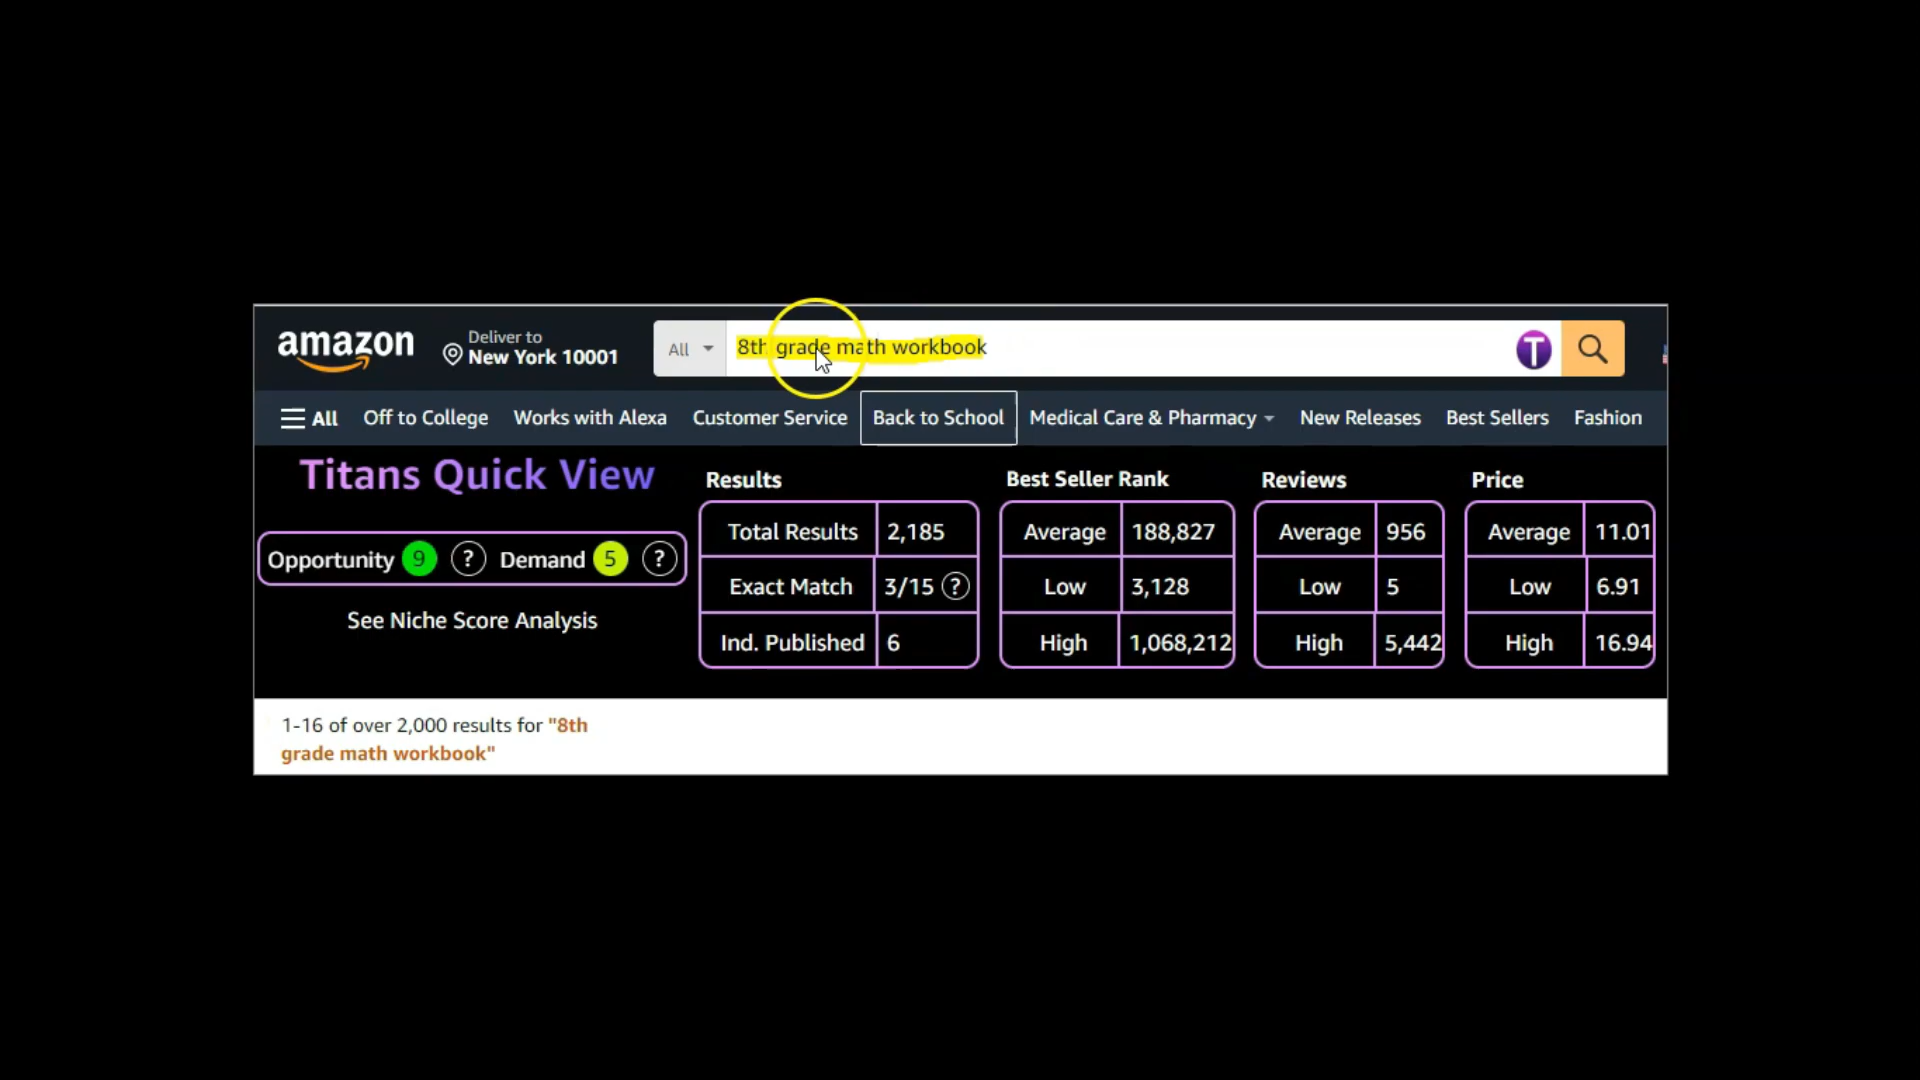 amazon
Deliver to
New York 10001
All
8th grade math workbook
T
All Off to College Works with Alexa Customer Service Back to School Medical Care & Pharmacy New Releases Best Sellers Fashion
Titans Quick View
Opportunity 9 ? Demand 5 ?
See Niche Score Analysis
Results
Total Results 2,185
Exact Match 3/15 ?
Ind. Published 6
Best Seller Rank
Average 188,827
Low 3,128
High 1,068,212
Reviews
Average 956
Low 5
High 5,442
Price
Average 11.01
Low 6.91
High 16.94
1-16 of over 2,000 results for "8th
grade math workbook"